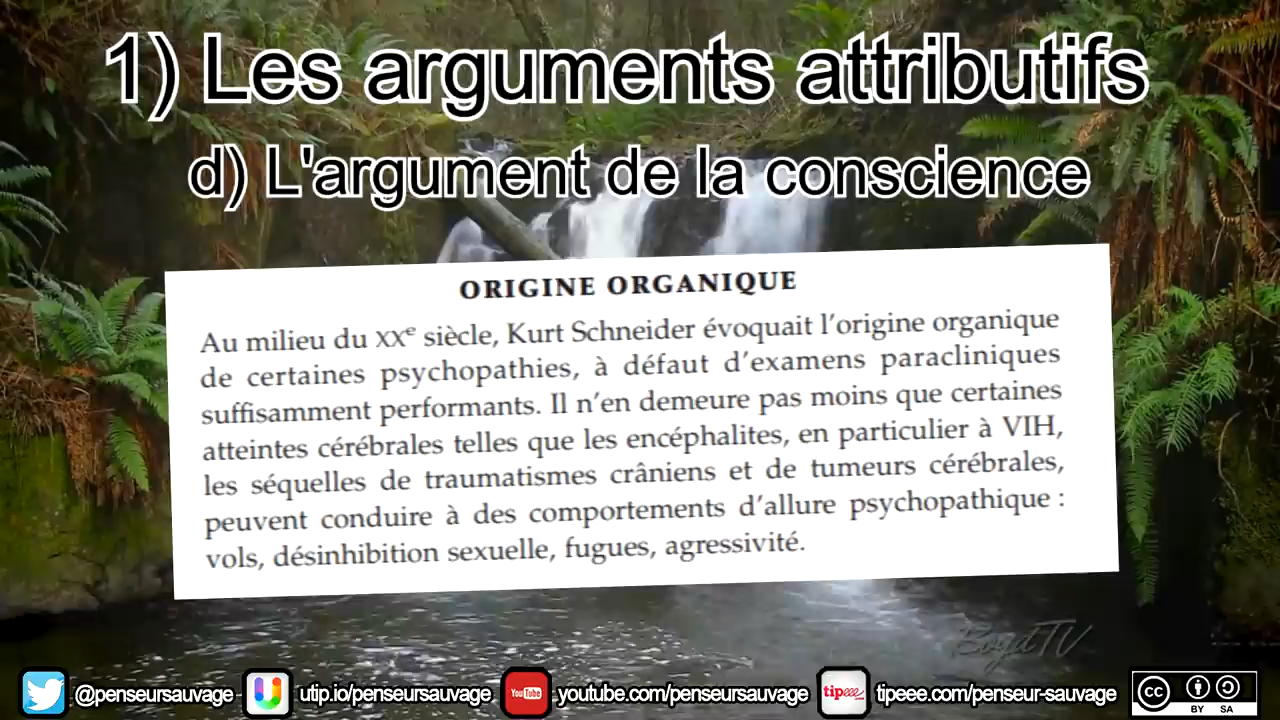 1) Les arguments attributifs
d) L'argument de la conscience
ORIGINE ORGANIQUE
Au milieu du XXe siècle, Kurt Schneider évoquait l'origine organique
de certaines psychopathies, à défaut d'examens paracliniques
suffisamment performants. Il n'en demeure pas moins que certaines
atteintes cérébrales telles que les encéphalites, en particulier à VIH,
les séquelles de traumatismes crâniens et de tumeurs cérébrales,
peuvent conduire à des comportements d'allure psychopathique :
vols, désinhibition sexuelle, fugues, agressivité.
BoydTV
@penseursauvage
utip.io/penseursauvage
YouTube
youtube.com/penseursauvage
tipeee
tipeee.com/penseur-sauvage
cc
BY SA